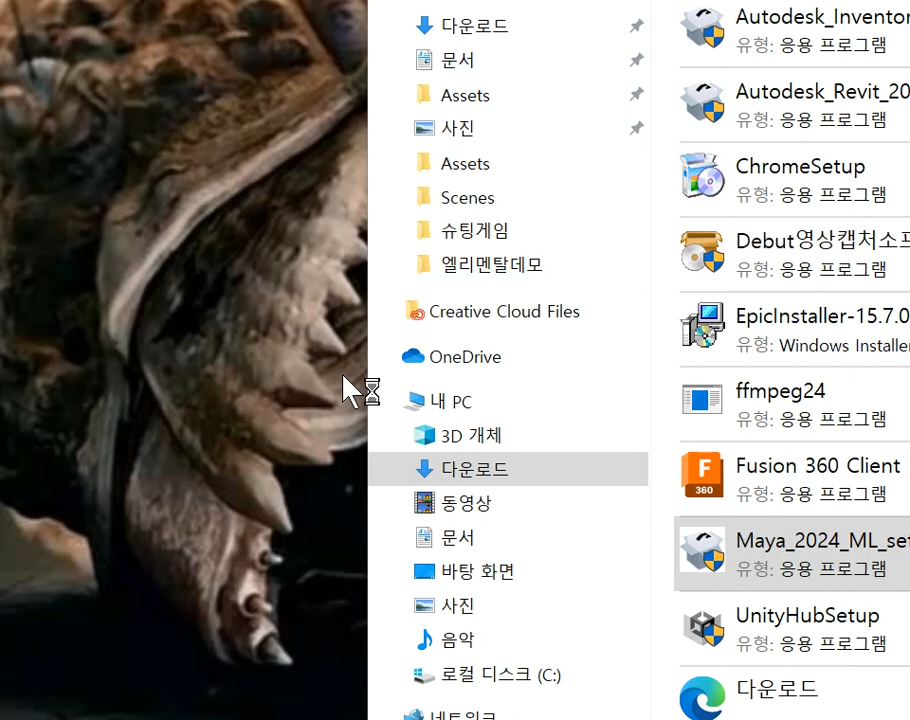 다운로드
문서
Assets
사진
Assets
Scenes
슈팅게임
엘리멘탈데모
Creative Cloud Files
OneDrive
내 PC
3D 개체
다운로드
동영상
문서
바탕 화면
사진
음악
로컬 디스크 (C:)
네트워크
Autodesk_Inventor
유형: 응용 프로그램
Autodesk_Revit_20
유형: 응용 프로그램
ChromeSetup
유형: 응용 프로그램
Debut영상캡처소프
유형: 응용 프로그램
EpicInstaller-15.7.0
유형: Windows Installer
ffmpeg24
유형: 응용 프로그램
F
360
Fusion 360 Client
유형: 응용 프로그램
Maya_2024_ML_set
유형: 응용 프로그램
UnityHubSetup
유형: 응용 프로그램
다운로드